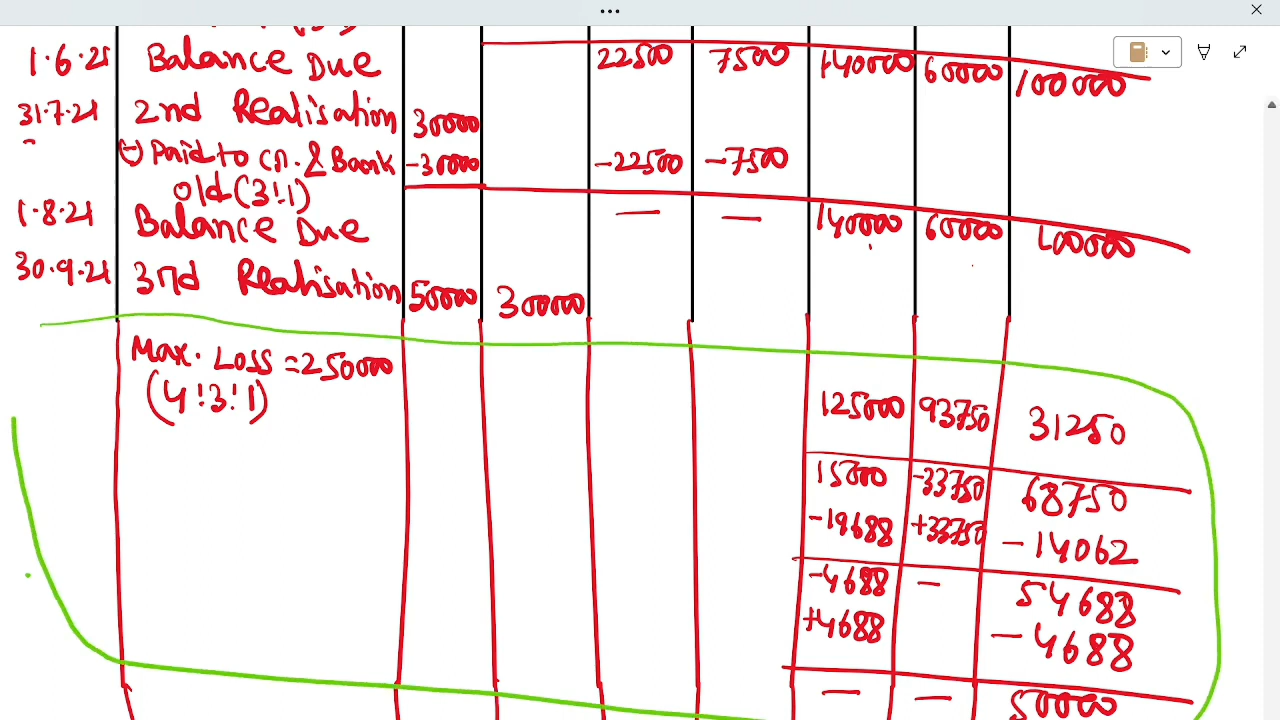 1.6.21 Balance Due 22500 7500 140000 60000 100000
31.7.21 2nd Realisation 30000
(-) Paid to Cr. & Bank -30000 -22500 -7500
old (3:1)
1.8.21 Balance Due — — 140000 60000 100000
30.9.21 3rd Realisation 50000 300000
Max. Loss = 250000
(4:3:1) 125000 93750 31250
15000 -33750 68750
-19688 +33750 -14062
-4688 - 54688
+4688 -4688
— — 50000